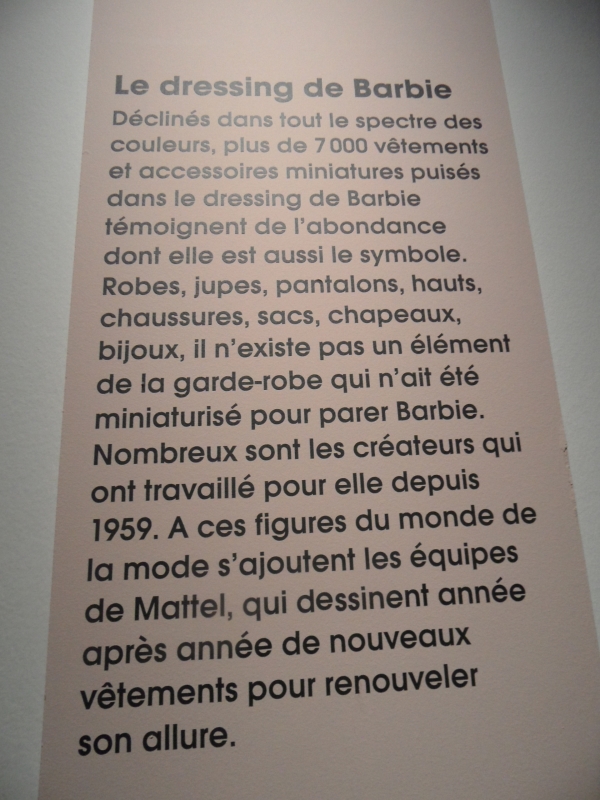 Le dressing de Barbie
Déclinés dans tout le spectre des
couleurs, plus de 7 000 vêtements
et accessoires miniatures puisés
dans le dressing de Barbie
témoignent de l'abondance
dont elle est aussi le symbole.
Robes, jupes, pantalons, hauts,
chaussures, sacs, chapeaux,
bijoux, il n'existe pas un élément
de la garde-robe qui n'ait été
miniaturisé pour parer Barbie.
Nombreux sont les créateurs qui
ont travaillé pour elle depuis
1959. A ces figures du monde de
la mode s'ajoutent les équipes
de Mattel, qui dessinent année
après année de nouveaux
vêtements pour renouveler
son allure.